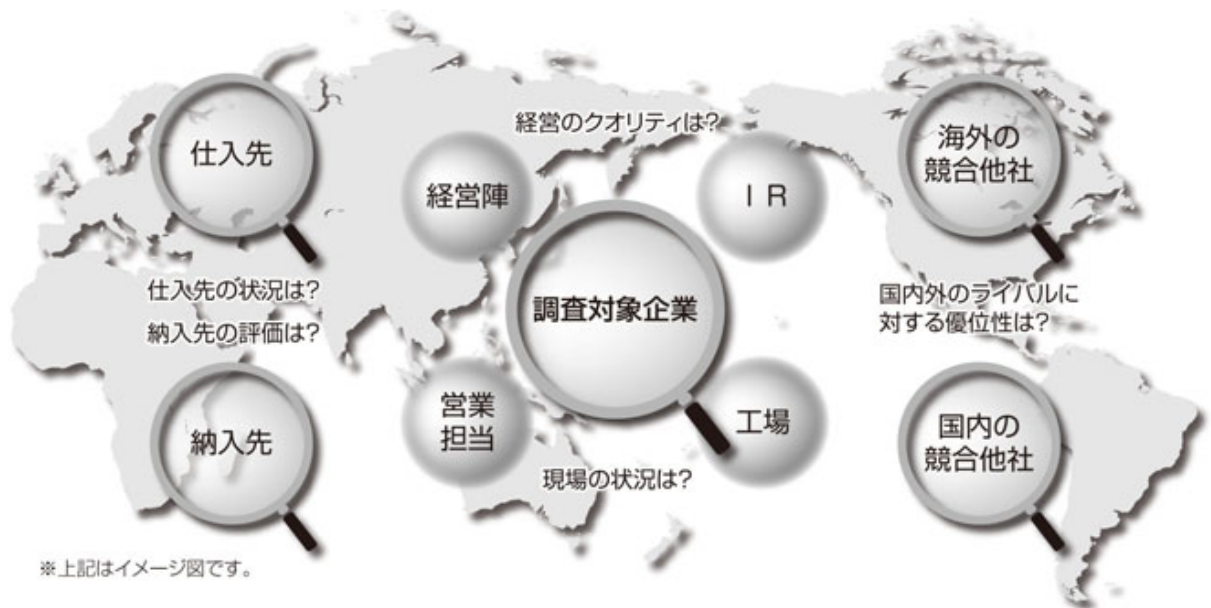 経営のクオリティは?
仕入先
経営陣
I R
海外の
競合他社
調査対象企業
仕入先の状況は?
納入先の評価は?
国内外のライバルに
対する優位性は?
納入先
営業
担当
工場
国内の
競合他社
現場の状況は?
※上記はイメージ図です。